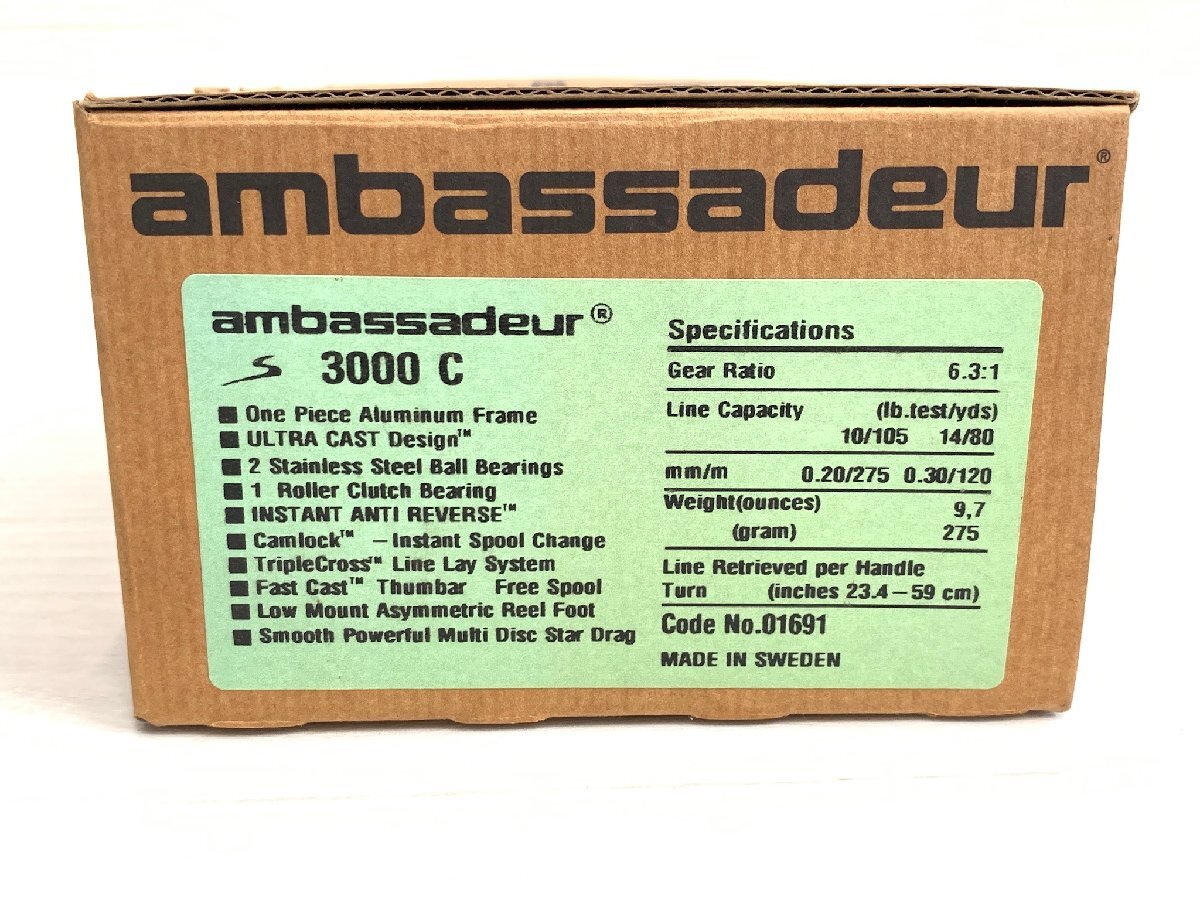 ambassadeur®
ambassadeur®
S 3000 C
■ One Piece Aluminum Frame
■ ULTRA CAST Design™
■ 2 Stainless Steel Ball Bearings
■ 1 Roller Clutch Bearing
■ INSTANT ANTI REVERSE™
■ Camlock™ – Instant Spool Change
■ TripleCross™ Line Lay System
■ Fast Cast™ Thumbar Free Spool
■ Low Mount Asymmetric Reel Foot
■ Smooth Powerful Multi Disc Star Drag
Specifications
Gear Ratio 6.3:1
Line Capacity (lb.test/yds)
10/105 14/80
mm/m 0.20/275 0.30/120
Weight(ounces) 9,7
(gram) 275
Line Retrieved per Handle
Turn (inches 23.4–59 cm)
Code No.01691
MADE IN SWEDEN